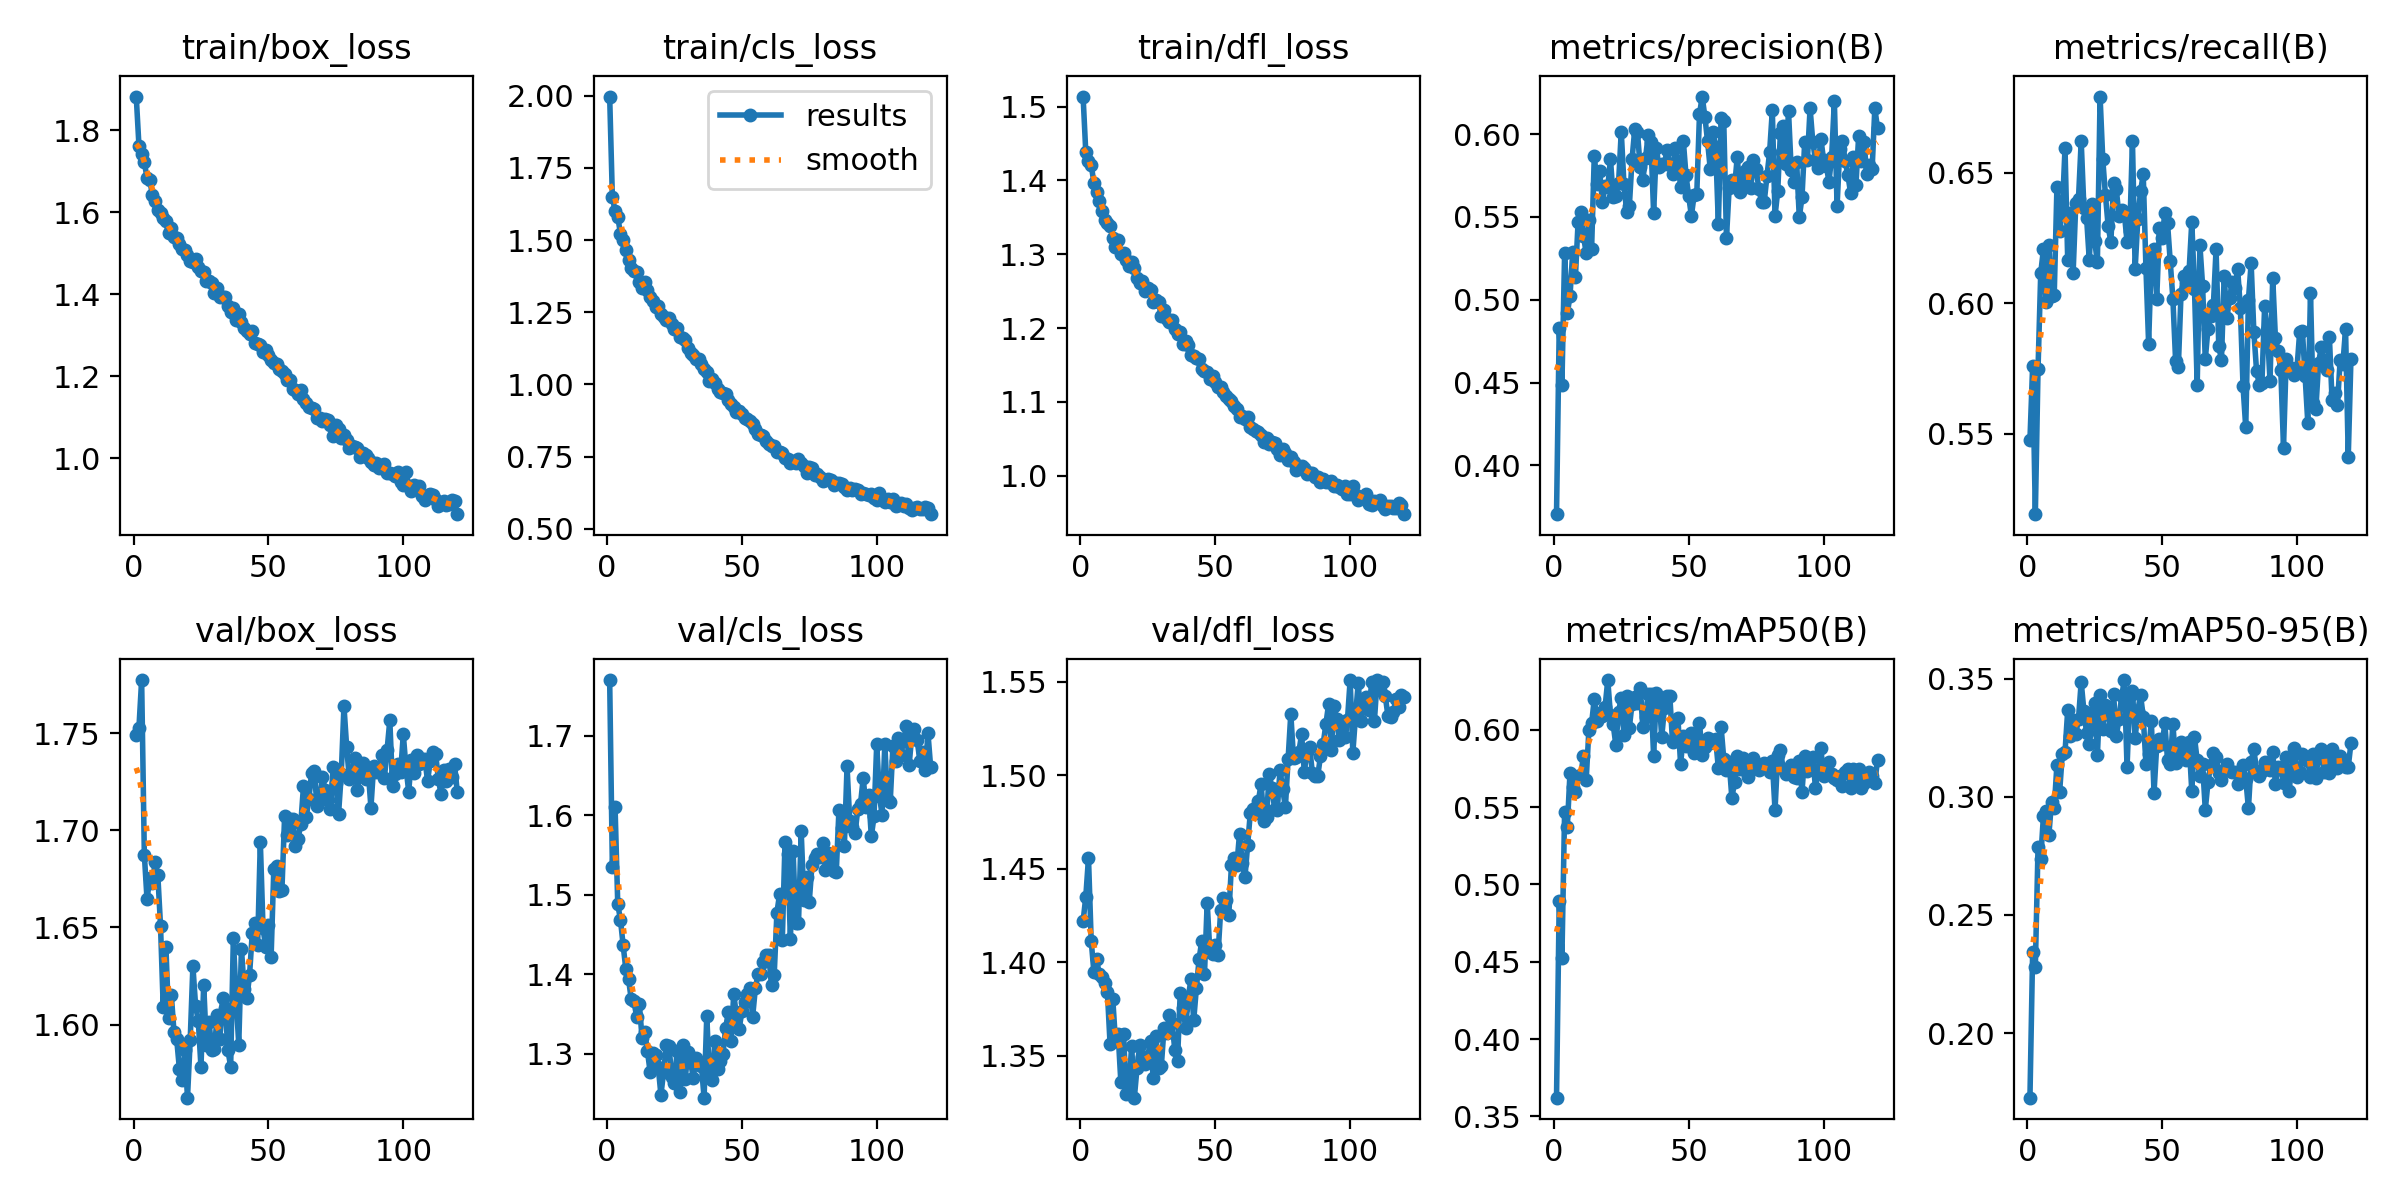 train/box_loss
1.8
1.6
1.4
1.2
1.0
0 50 100
train/cls_loss
results
smooth
2.00
1.75
1.50
1.25
1.00
0.75
0.50
0 50 100
train/dfl_loss
1.5
1.4
1.3
1.2
1.1
1.0
0 50 100
metrics/precision(B)
0.60
0.55
0.50
0.45
0.40
0 50 100
metrics/recall(B)
0.65
0.60
0.55
0 50 100
val/box_loss
1.75
1.70
1.65
1.60
0 50 100
val/cls_loss
1.7
1.6
1.5
1.4
1.3
0 50 100
val/dfl_loss
1.55
1.50
1.45
1.40
1.35
0 50 100
metrics/mAP50(B)
0.60
0.55
0.50
0.45
0.40
0.35
0 50 100
metrics/mAP50-95(B)
0.35
0.30
0.25
0.20
0 50 100